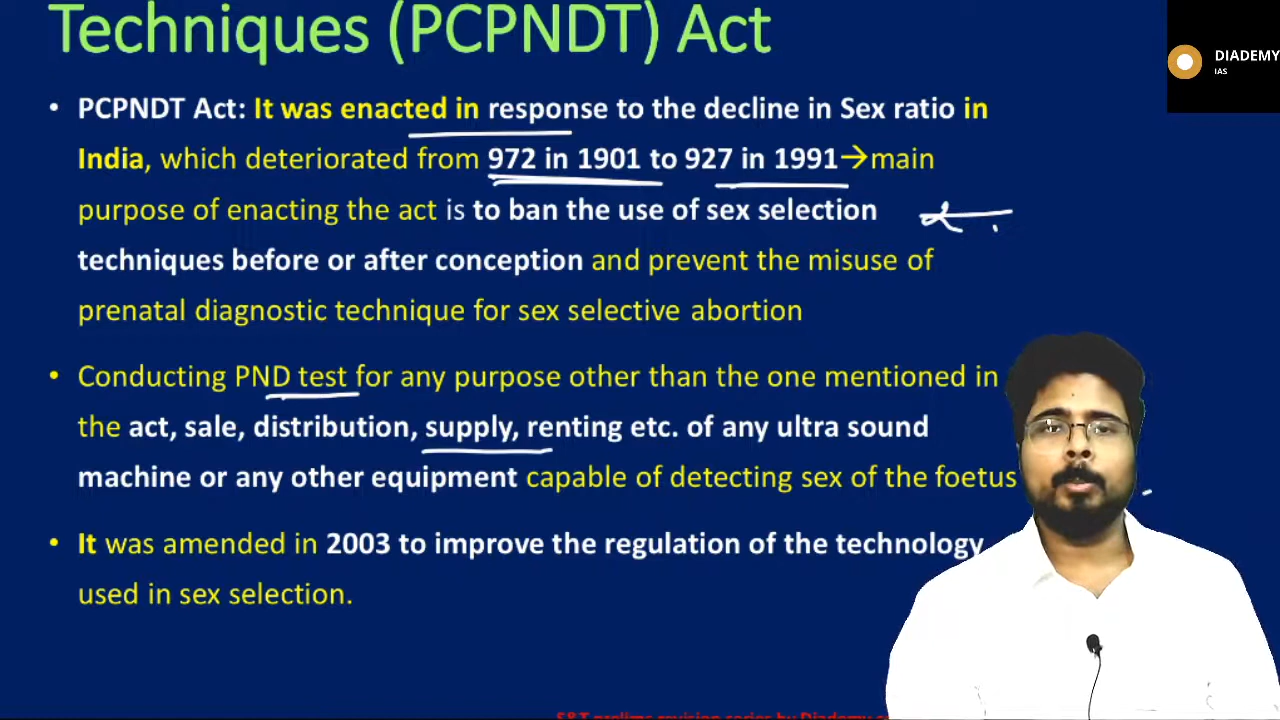 Techniques (PCPNDT) Act
DIADEMY
IAS
• PCPNDT Act: It was enacted in response to the decline in Sex ratio in
India, which deteriorated from 972 in 1901 to 927 in 1991→main
purpose of enacting the act is to ban the use of sex selection
techniques before or after conception and prevent the misuse of
prenatal diagnostic technique for sex selective abortion
• Conducting PND test for any purpose other than the one mentioned in
the act, sale, distribution, supply, renting etc. of any ultra sound
machine or any other equipment capable of detecting sex of the foetus
• It was amended in 2003 to improve the regulation of the technology
used in sex selection.
S&T prelims revision series by Diademy